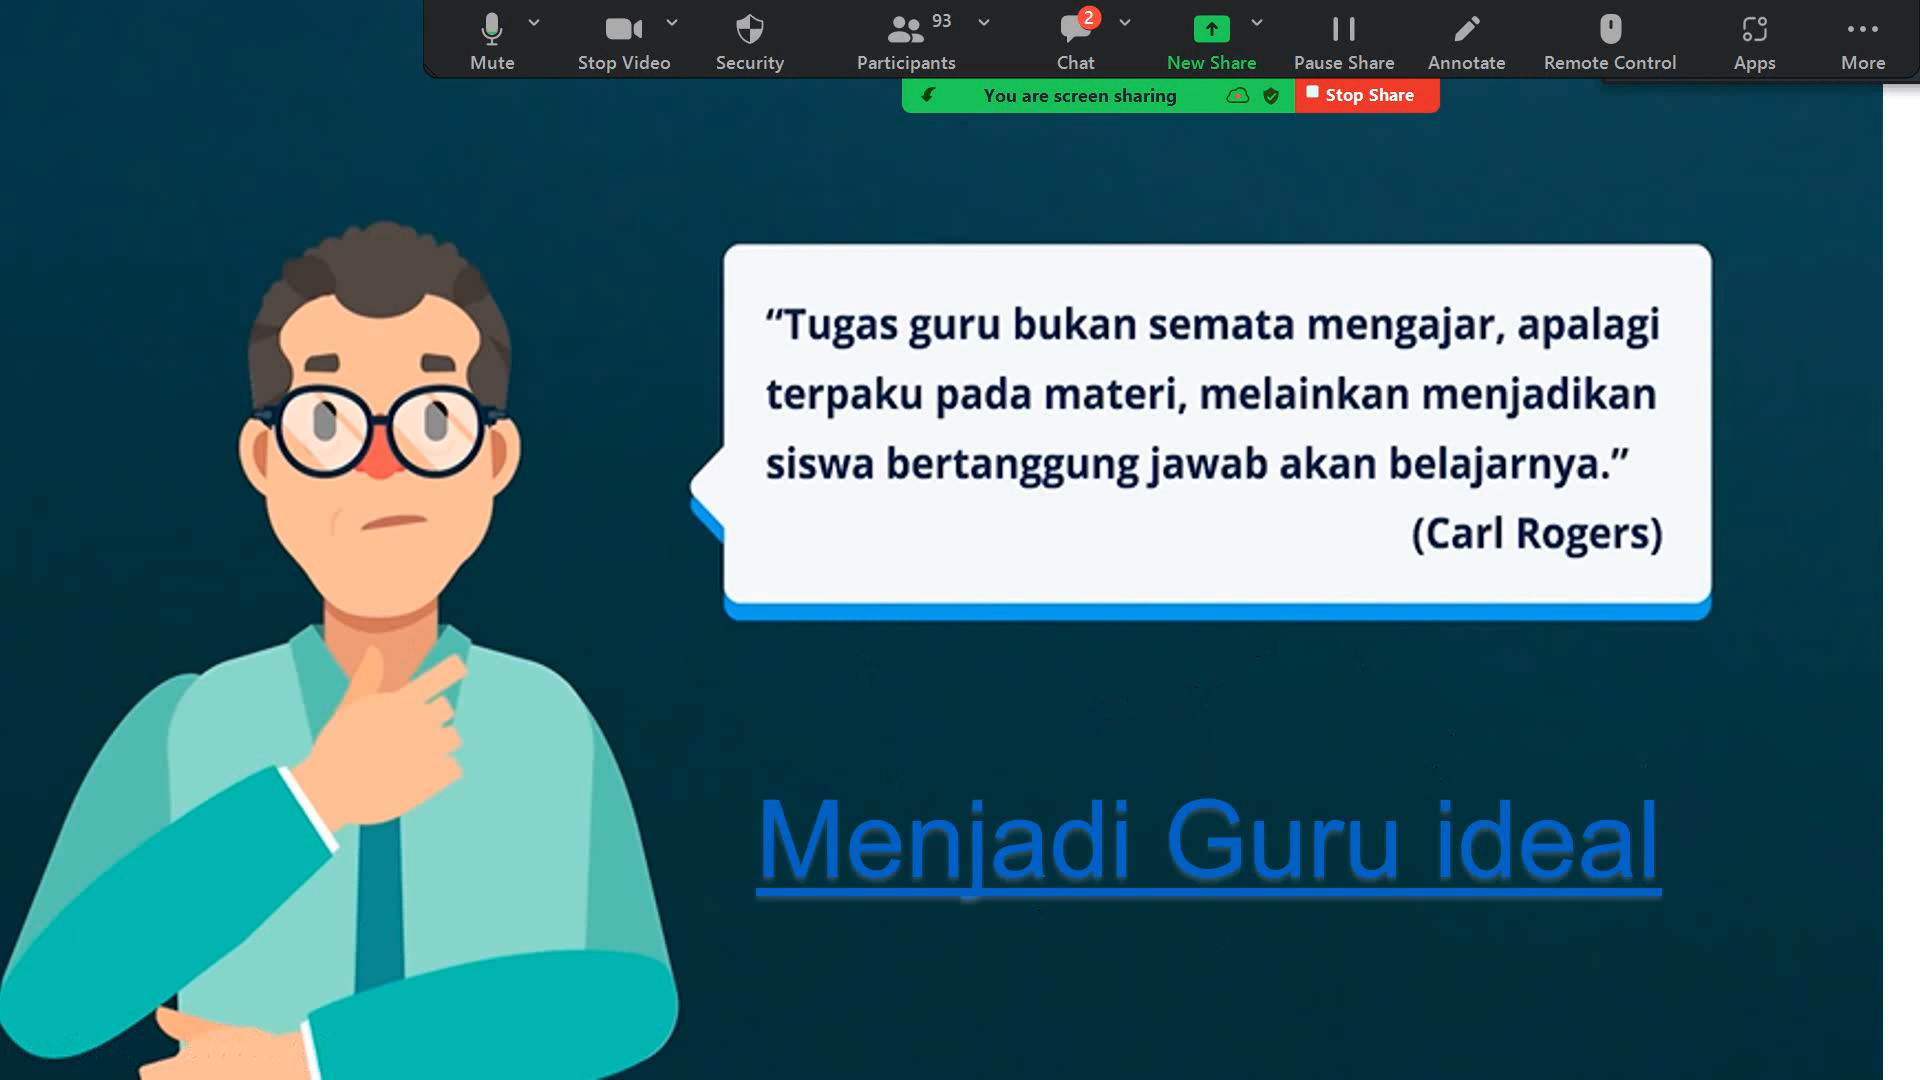 Mute
Stop Video
Security
Participants
93
Chat
2
New Share
Pause Share
Annotate
Remote Control
Apps
More
You are screen sharing
Stop Share
“Tugas guru bukan semata mengajar, apalagi
terpaku pada materi, melainkan menjadikan
siswa bertanggung jawab akan belajarnya.”
(Carl Rogers)
Menjadi Guru ideal